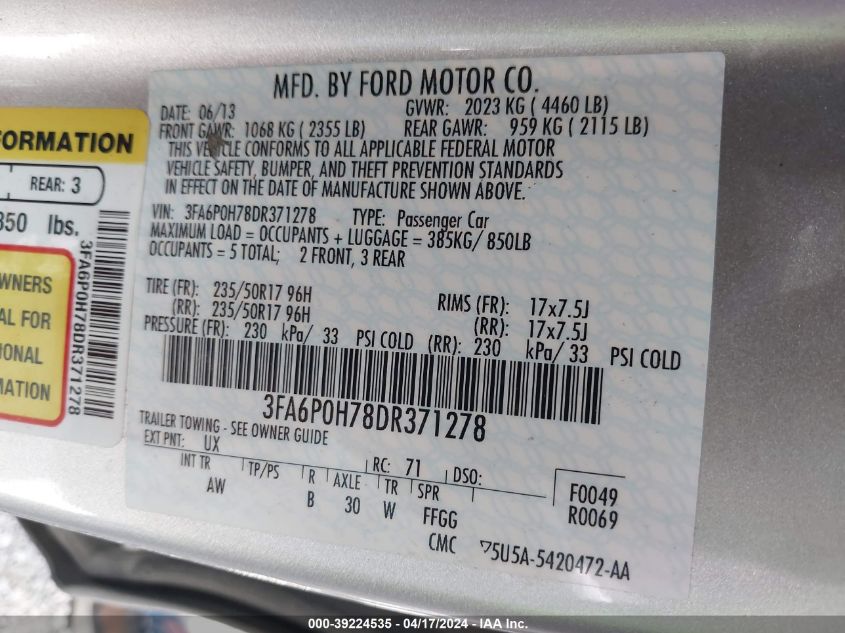 MFD. BY FORD MOTOR CO.
DATE: 06/13 GVWR: 2023 KG ( 4460 LB)
FRONT GAWR: 1068 KG ( 2355 LB) REAR GAWR: 959 KG ( 2115 LB)
THIS VEHICLE CONFORMS TO ALL APPLICABLE FEDERAL MOTOR
VEHICLE SAFETY, BUMPER, AND THEFT PREVENTION STANDARDS
IN EFFECT ON THE DATE OF MANUFACTURE SHOWN ABOVE.
VIN: 3FA6P0H78DR371278 TYPE: Passenger Car
MAXIMUM LOAD = OCCUPANTS + LUGGAGE = 385KG/ 850LB
OCCUPANTS = 5 TOTAL; 2 FRONT, 3 REAR
TIRE (FR): 235/50R17 96H RIMS (FR): 17x7.5J
(RR): 235/50R17 96H (RR): 17x7.5J
PRESSURE (FR): 230 kPa/ 33 PSI COLD (RR): 230 kPa/ 33 PSI COLD
3FA6P0H78DR371278
TRAILER TOWING - SEE OWNER GUIDE
EXT PNT: UX RC: 71 DSO:
INT TR TP/PS R AXLE TR SPR F0049
AW B 30 W FFGG R0069
CMC 5U5A-5420472-AA
ORMATION
REAR: 3
850 lbs.
3FA6P0H78DR371278
WNERS
AL FOR
IONAL
MATION
000-39224535 - 04/17/2024 - IAA Inc.